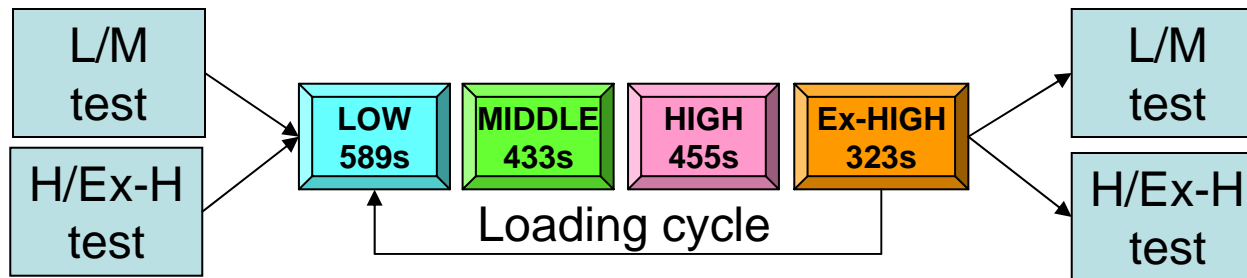 L/M
test
H/Ex-H
test
LOW
589s
MIDDLE
433s
HIGH
455s
Ex-HIGH
323s
Loading cycle
L/M
test
H/Ex-H
test